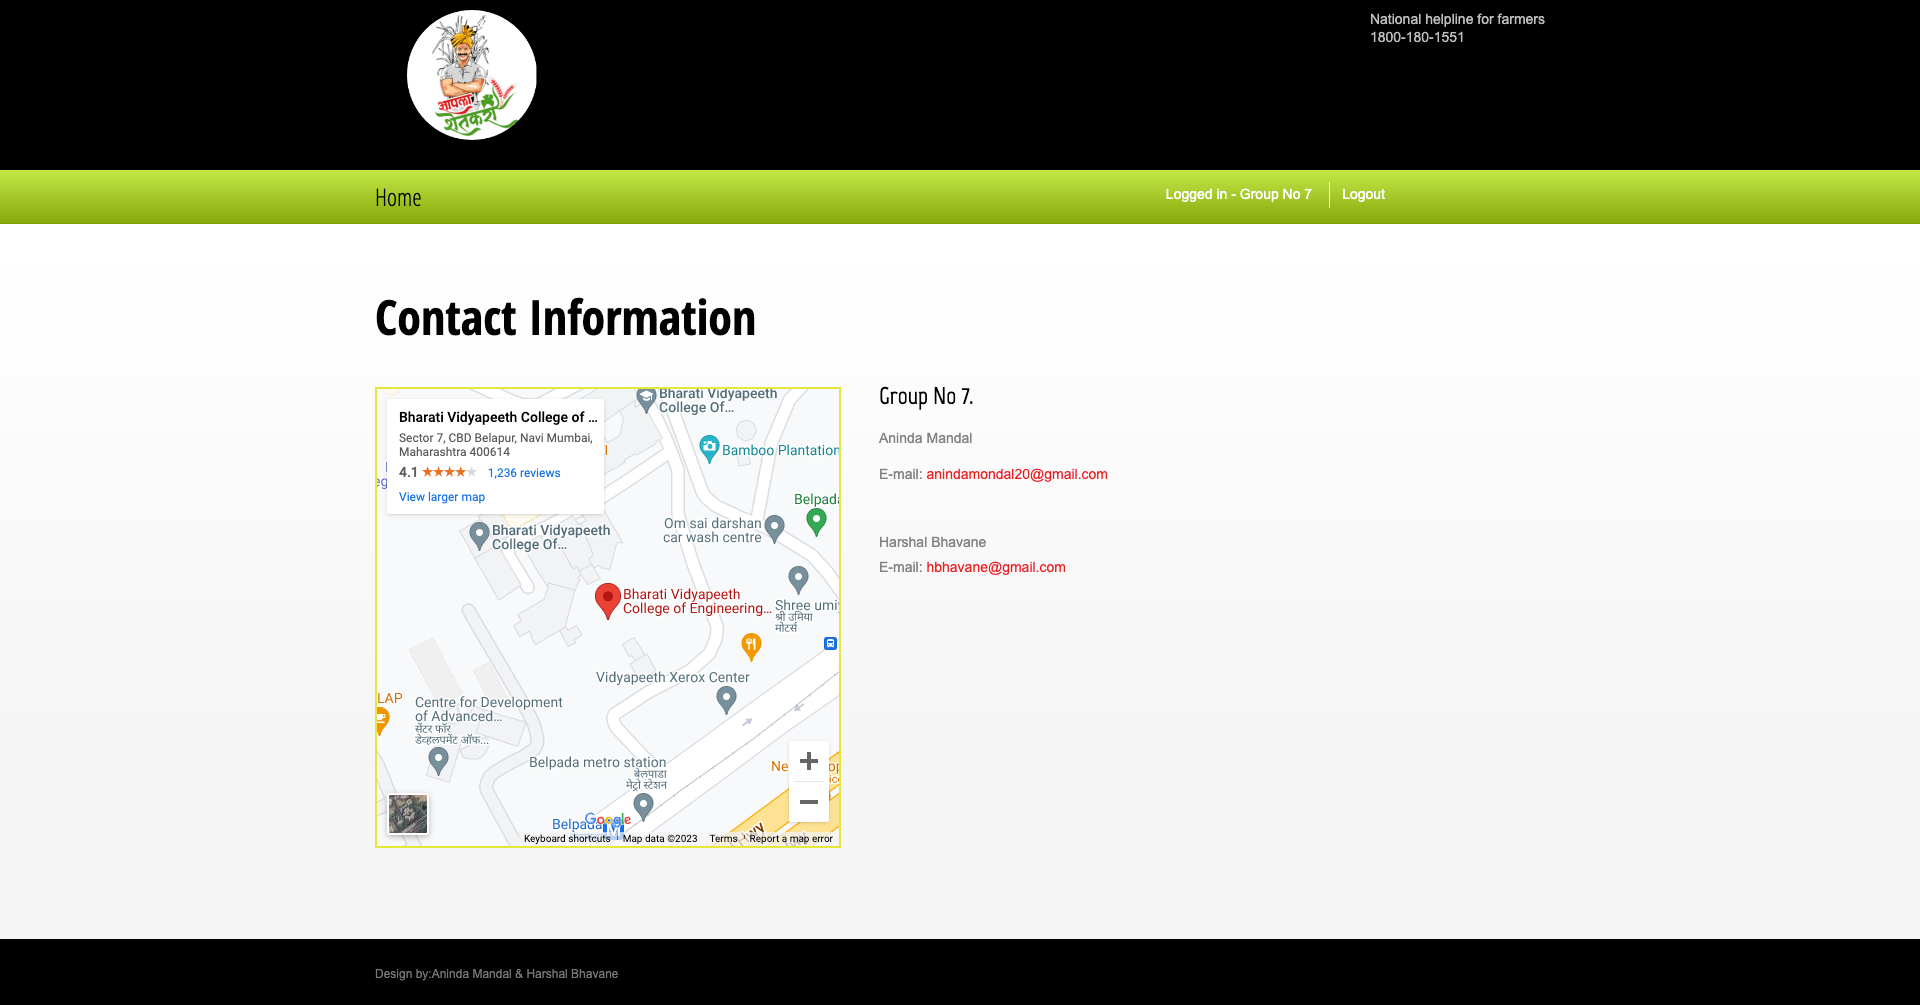 आपला
शेतकरी
National helpline for farmers
1800-180-1551
Home
Logged in - Group No 7
Logout
Contact Information
Bharati Vidyapeeth College of ...
Sector 7, CBD Belapur, Navi Mumbai,
Maharashtra 400614
4.1
1,236 reviews
View larger map
Bharati Vidyapeeth
College Of...
Bamboo Plantation
Belpada
Om sai darshan
car wash centre
Bharati Vidyapeeth
College Of...
Bharati Vidyapeeth
College of Engineering...
Shree umiy
श्री उमिया
मोटर्स
Vidyapeeth Xerox Center
LAP
Centre for Development
of Advanced...
सेंटर फॉर
डेव्हलपमेंट ऑफ...
Belpada metro station
बेलपाडा
मेट्रो स्टेशन
Belpada
Google
Keyboard shortcuts
Map data ©2023
Terms
Report a map error
Group No 7.
Aninda Mandal
E-mail: anindamondal20@gmail.com
Harshal Bhavane
E-mail: hbhavane@gmail.com
Design by:Aninda Mandal & Harshal Bhavane